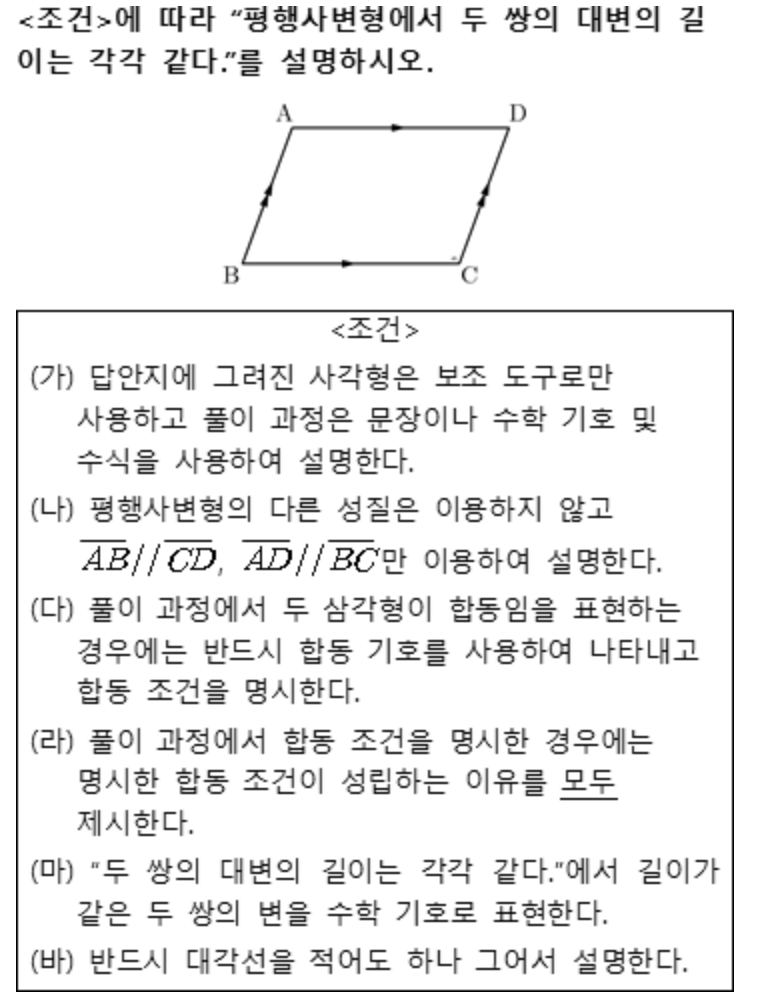 <조건>에 따라 “평행사변형에서 두 쌍의 대변의 길
이는 각각 같다.”를 설명하시오.
A
D
B
C
<조건>
(가) 답안지에 그려진 사각형은 보조 도구로만
사용하고 풀이 과정은 문장이나 수학 기호 및
수식을 사용하여 설명한다.
(나) 평행사변형의 다른 성질은 이용하지 않고
\overline{AB}//\overline{CD}, \overline{AD}//\overline{BC}만 이용하여 설명한다.
(다) 풀이 과정에서 두 삼각형이 합동임을 표현하는
경우에는 반드시 합동 기호를 사용하여 나타내고
합동 조건을 명시한다.
(라) 풀이 과정에서 합동 조건을 명시한 경우에는
명시한 합동 조건이 성립하는 이유를 모두
제시한다.
(마) “두 쌍의 대변의 길이는 각각 같다.”에서 길이가
같은 두 쌍의 변을 수학 기호로 표현한다.
(바) 반드시 대각선을 적어도 하나 그어서 설명한다.